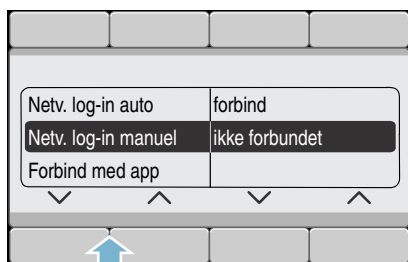 Netv. log-in auto forbind
Netv. log-in manuel ikke forbundet
Forbind med app